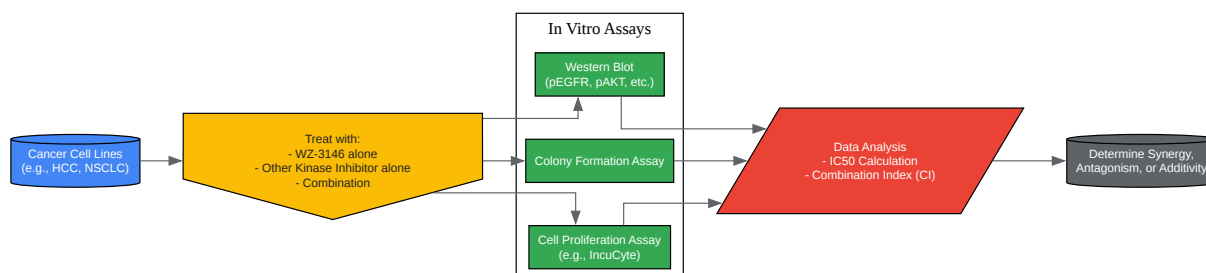 Cancer Cell Lines
(e.g., HCC, NSCLC)
Treat with:
- WZ-3146 alone
- Other Kinase Inhibitor alone
- Combination
In Vitro Assays
Western Blot
(pEGFR, pAKT, etc.)
Colony Formation Assay
Cell Proliferation Assay
(e.g., IncuCyte)
Data Analysis
- IC50 Calculation
- Combination Index (CI)
Determine Synergy,
Antagonism, or Additivity